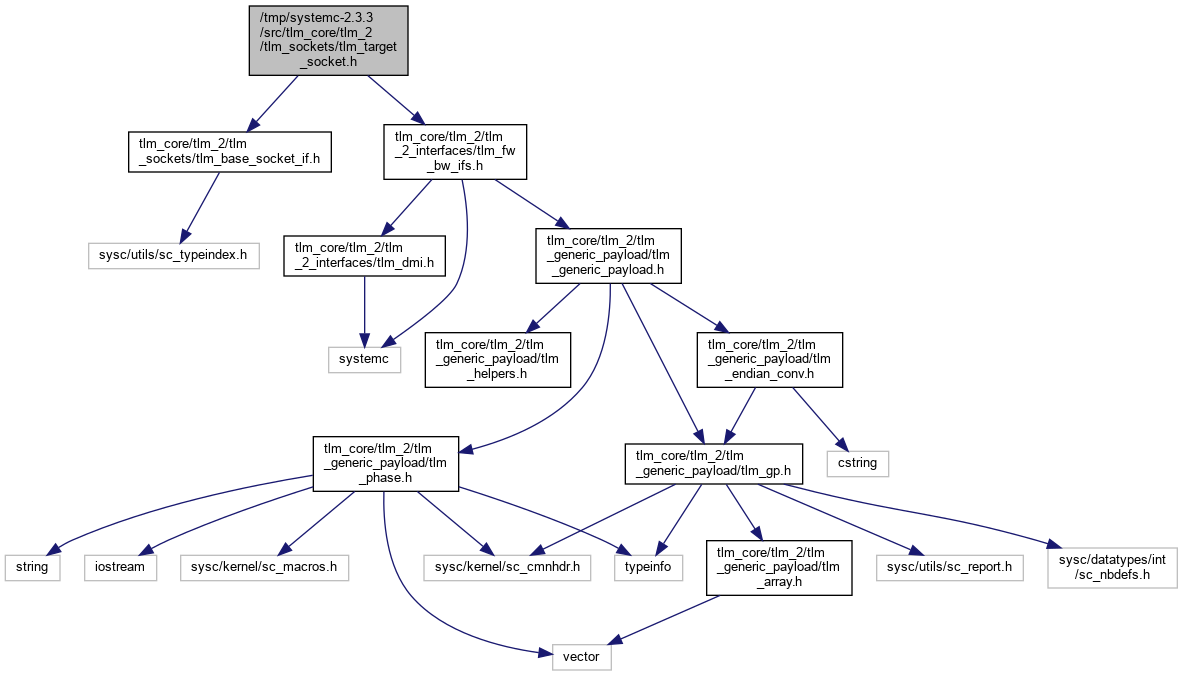 /tmp/systemc-2.3.3
/src/tlm_core/tlm_2
/tlm_sockets/tlm_target
_socket.h
tlm_core/tlm_2/tlm
_sockets/tlm_base_socket_if.h
tlm_core/tlm_2/tlm
_2_interfaces/tlm_fw
_bw_ifs.h
sysc/utils/sc_typeindex.h
tlm_core/tlm_2/tlm
_2_interfaces/tlm_dmi.h
tlm_core/tlm_2/tlm
_generic_payload/tlm
_generic_payload.h
systemc
tlm_core/tlm_2/tlm
_generic_payload/tlm
_helpers.h
tlm_core/tlm_2/tlm
_generic_payload/tlm
_endian_conv.h
tlm_core/tlm_2/tlm
_generic_payload/tlm
_phase.h
tlm_core/tlm_2/tlm
_generic_payload/tlm_gp.h
cstring
string
iostream
sysc/kernel/sc_macros.h
sysc/kernel/sc_cmnhdr.h
typeinfo
tlm_core/tlm_2/tlm
_generic_payload/tlm
_array.h
sysc/utils/sc_report.h
sysc/datatypes/int
/sc_nbdefs.h
vector